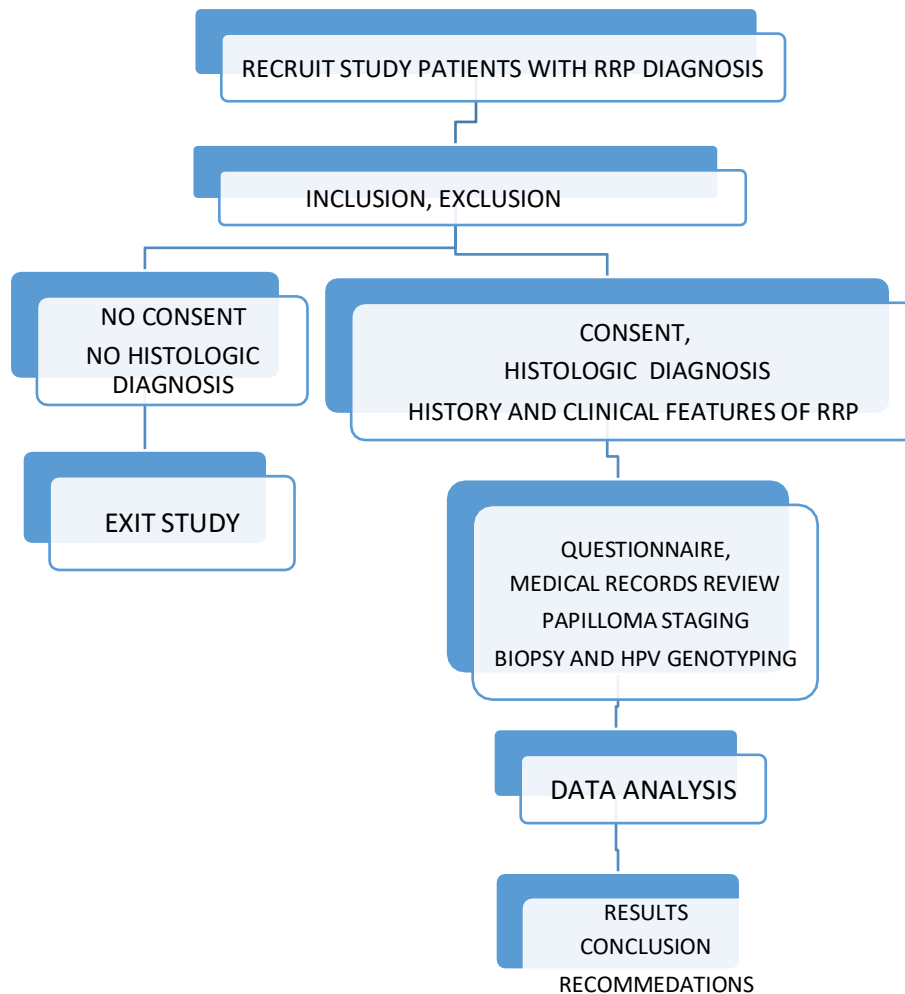 RECRUIT STUDY PATIENTS WITH RRP DIAGNOSIS
INCLUSION, EXCLUSION
NO CONSENT
NO HISTOLOGIC
DIAGNOSIS
EXIT STUDY
CONSENT,
HISTOLOGIC DIAGNOSIS
HISTORY AND CLINICAL FEATURES OF RRP
QUESTIONNAIRE,
MEDICAL RECORDS REVIEW
PAPILLOMA STAGING
BIOPSY AND HPV GENOTYPING
DATA ANALYSIS
RESULTS
CONCLUSION
RECOMMEDATIONS